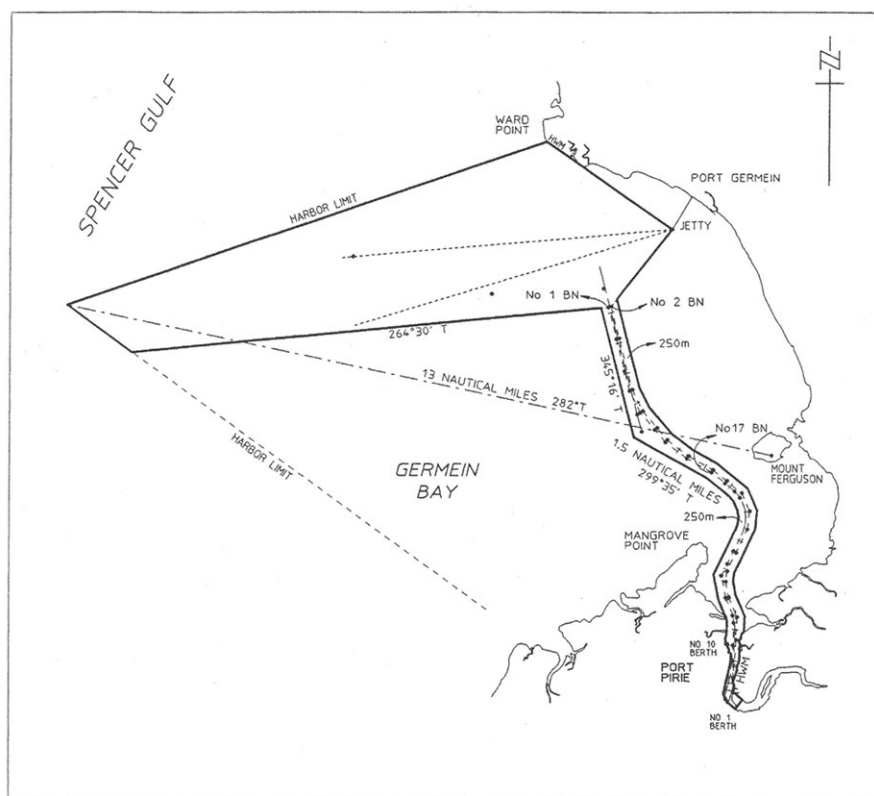 SPENCER GULF
WARD
POINT
HWM
PORT GERMEIN
HARBOR LIMIT
JETTY
No 1 BN
No 2 BN
264°30' T
250m
345°16' T
13 NAUTICAL MILES 282°T
No17 BN
HARBOR LIMIT
1.5 NAUTICAL MILES
299°35' T
MOUNT
FERGUSON
GERMEIN
BAY
250m
MANGROVE
POINT
NO 10
BERTH
PORT
PIRIE
HWM
NO 1
BERTH
N